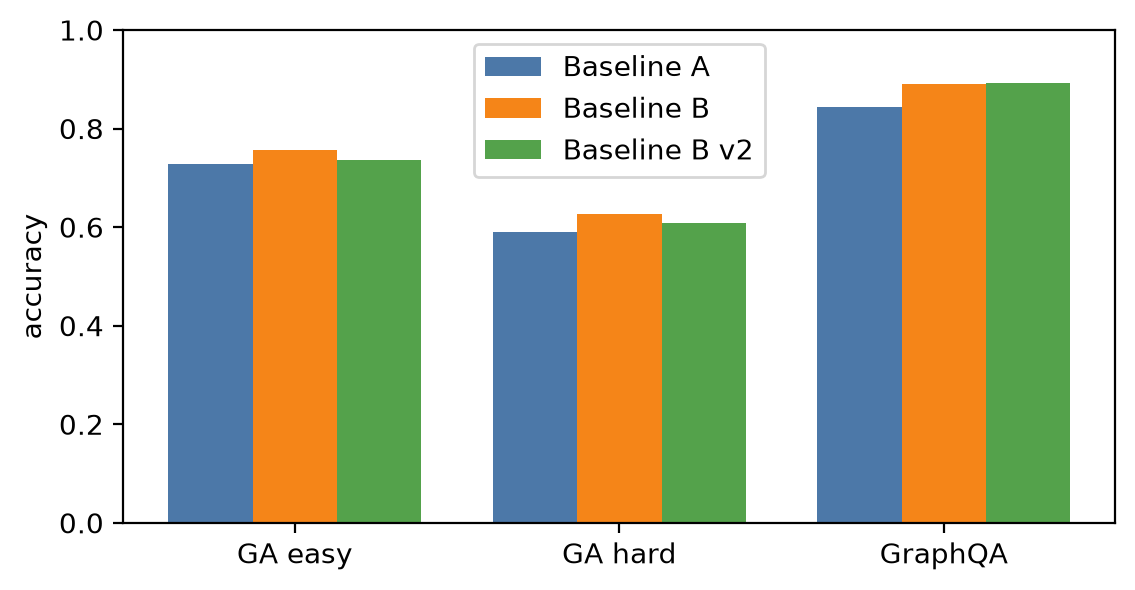 1.0
0.8
0.6
0.4
0.2
0.0
accuracy
Baseline A
Baseline B
Baseline B v2
GA easy
GA hard
GraphQA